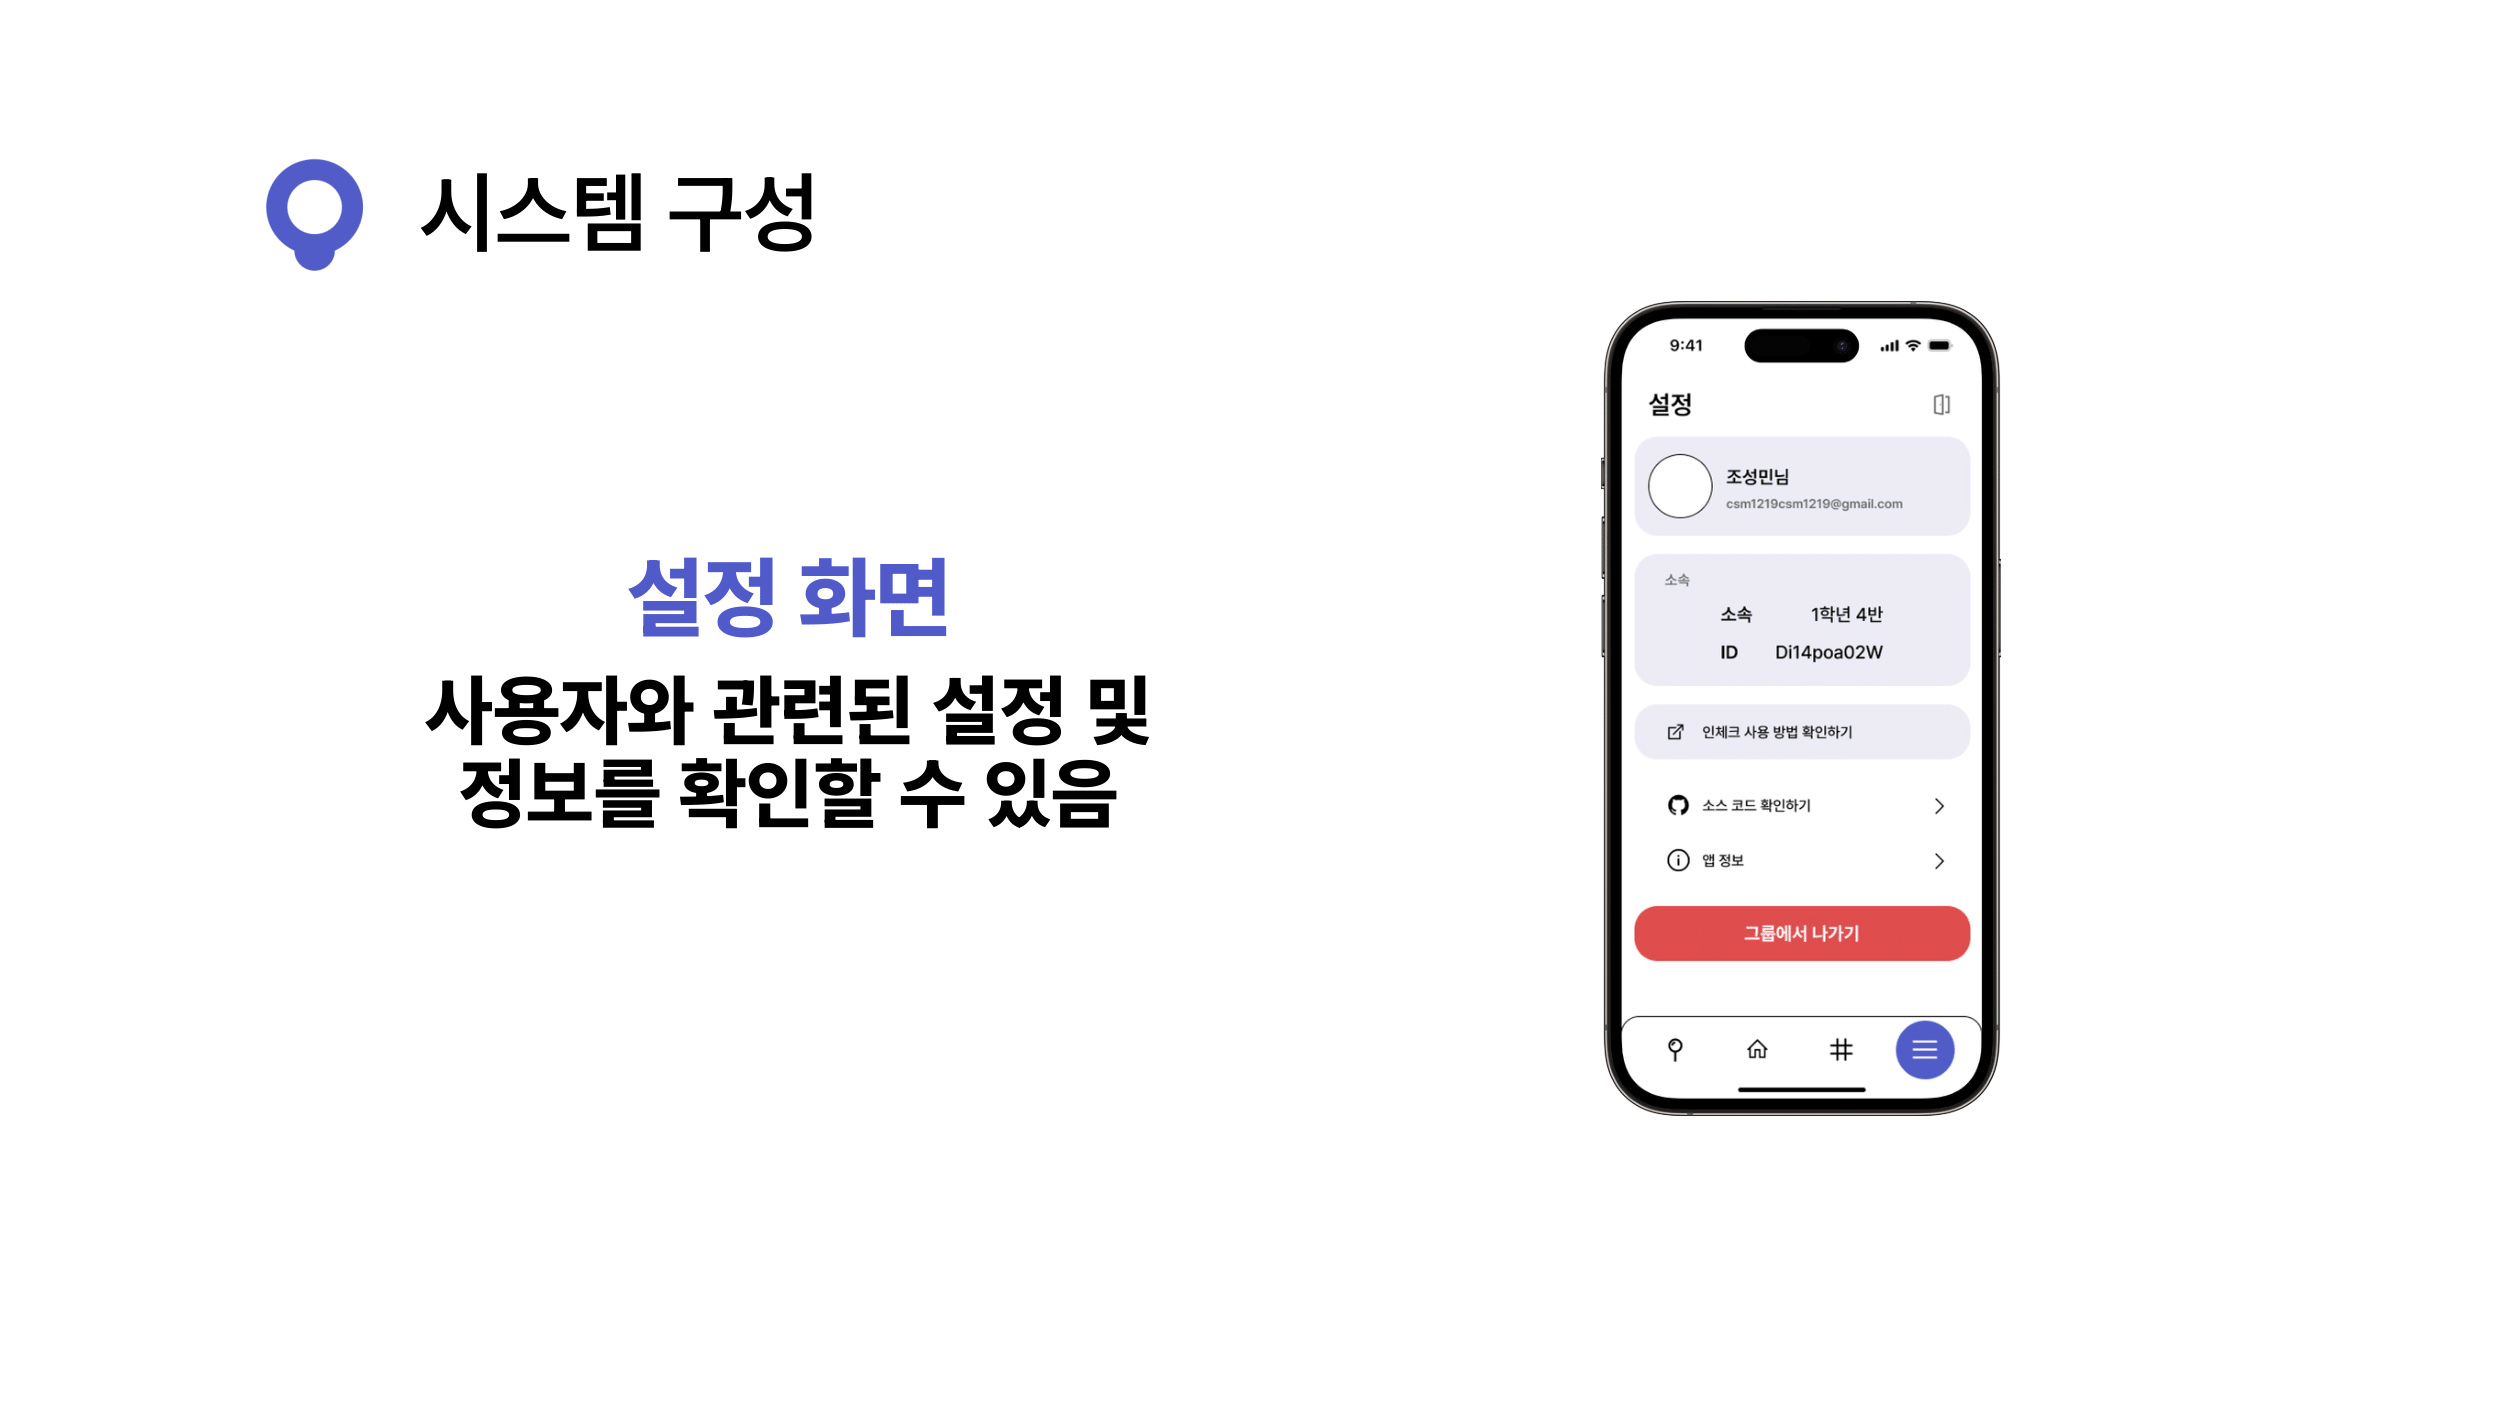 시스템 구성
설정 화면
사용자와 관련된 설정 및
정보를 확인할 수 있음
9:41
설정
조성민님
csm1219csm1219@gmail.com
소속
소속 1학년 4반
ID Di14poa02W
인체크 사용 방법 확인하기
소스 코드 확인하기
앱 정보
그룹에서 나가기